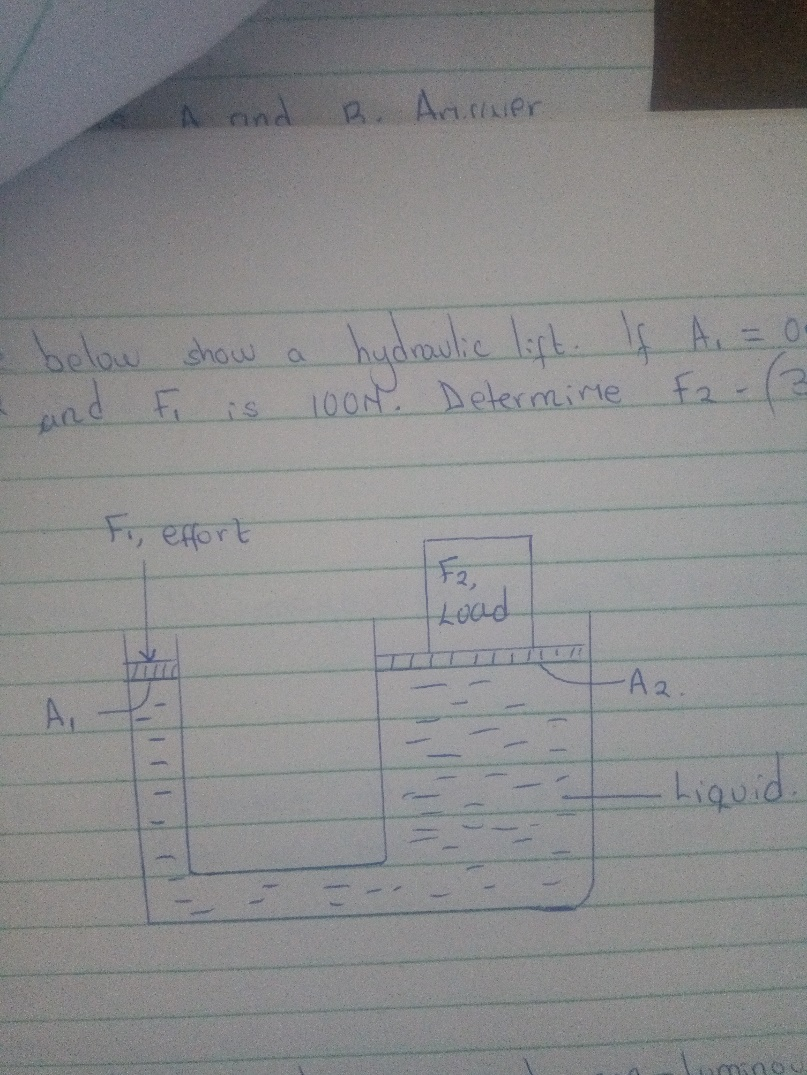 A and B. Answer
below show a hydraulic lift. If A₁ = 0
and F₁ is 100N. Determine F2 - (3
F₁, effort
F2,
Load
A₁
A2.
Liquid.